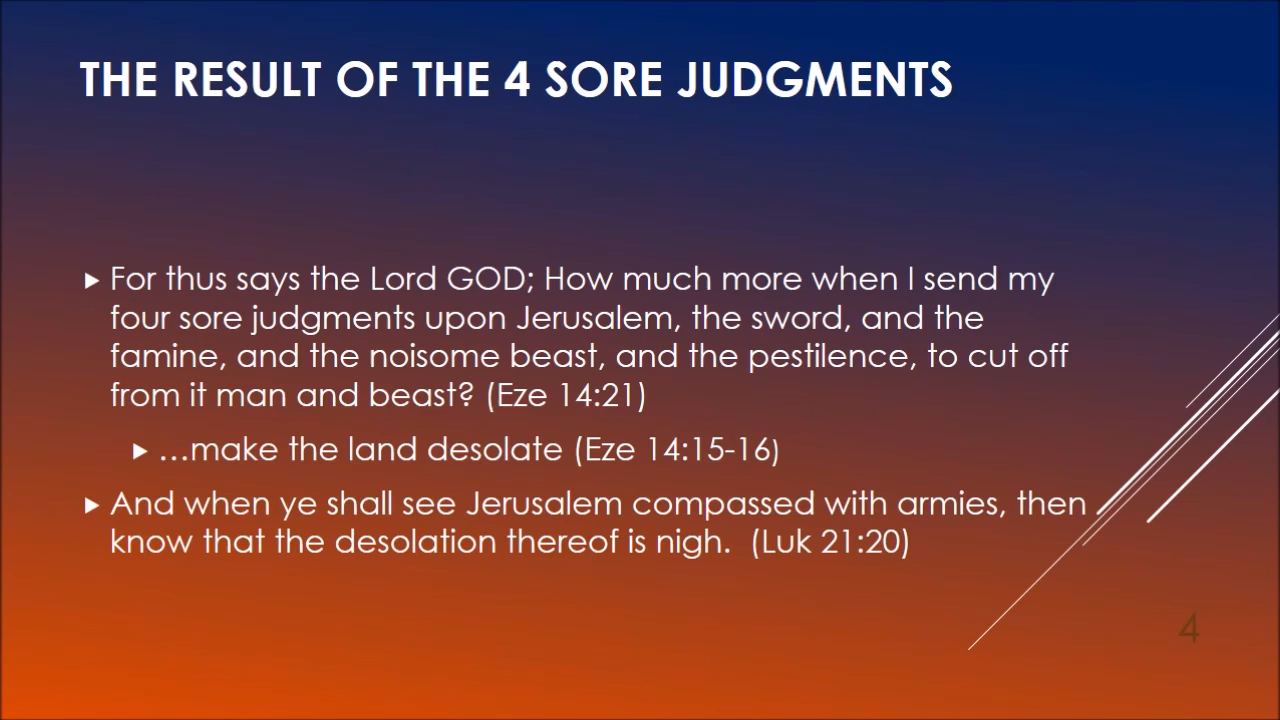 THE RESULT OF THE 4 SORE JUDGMENTS
For thus says the Lord GOD; How much more when I send my
four sore judgments upon Jerusalem, the sword, and the
famine, and the noisome beast, and the pestilence, to cut off
from it man and beast? (Eze 14:21)
...make the land desolate (Eze 14:15-16)
And when ye shall see Jerusalem compassed with armies, then
know that the desolation thereof is nigh.  (Luk 21:20)
4